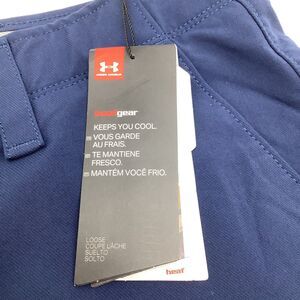 UNDER ARMOUR
heatgear
KEEPS YOU COOL.
= VOUS GARDE
AU FRAIS.
= TE MANTIENE
FRESCO.
= MANTÉM VOCÊ FRIO.
LOOSE
COUPE LÂCHE
SUELTO
SOLTO
heat